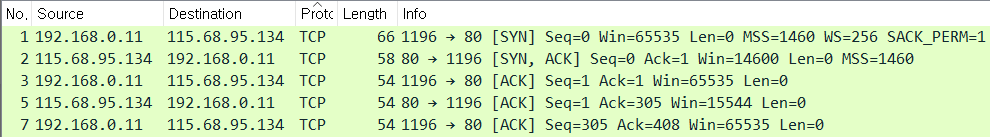 No. Source Destination Protc Length Info
1 192.168.0.11 115.68.95.134 TCP 66 1196 → 80 [SYN] Seq=0 Win=65535 Len=0 MSS=1460 WS=256 SACK_PERM=1
2 115.68.95.134 192.168.0.11 TCP 58 80 → 1196 [SYN, ACK] Seq=0 Ack=1 Win=14600 Len=0 MSS=1460
3 192.168.0.11 115.68.95.134 TCP 54 1196 → 80 [ACK] Seq=1 Ack=1 Win=65535 Len=0
5 115.68.95.134 192.168.0.11 TCP 54 80 → 1196 [ACK] Seq=1 Ack=305 Win=15544 Len=0
7 192.168.0.11 115.68.95.134 TCP 54 1196 → 80 [ACK] Seq=305 Ack=408 Win=65535 Len=0